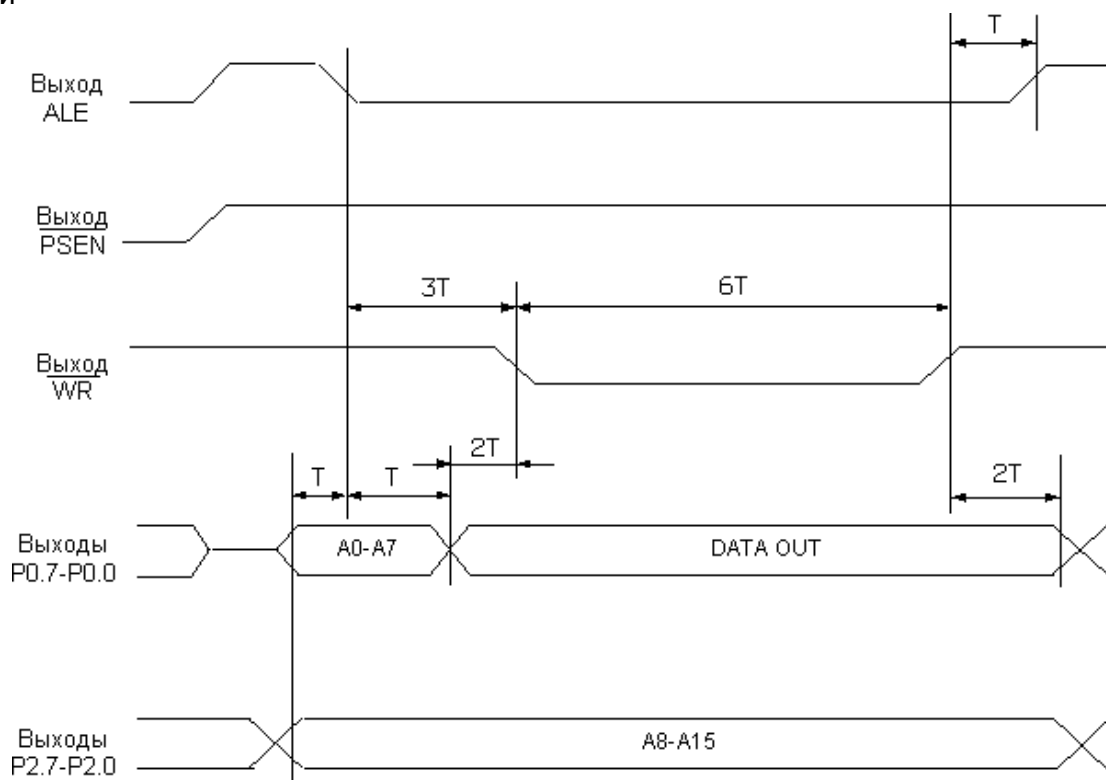 и
T
Выход
ALE
Выход
PSEN
3T
6T
Выход
WR
2T
T
T
2T
Выходы
P0.7-P0.0
A0-A7
DATA OUT
Выходы
P2.7-P2.0
A8-A15